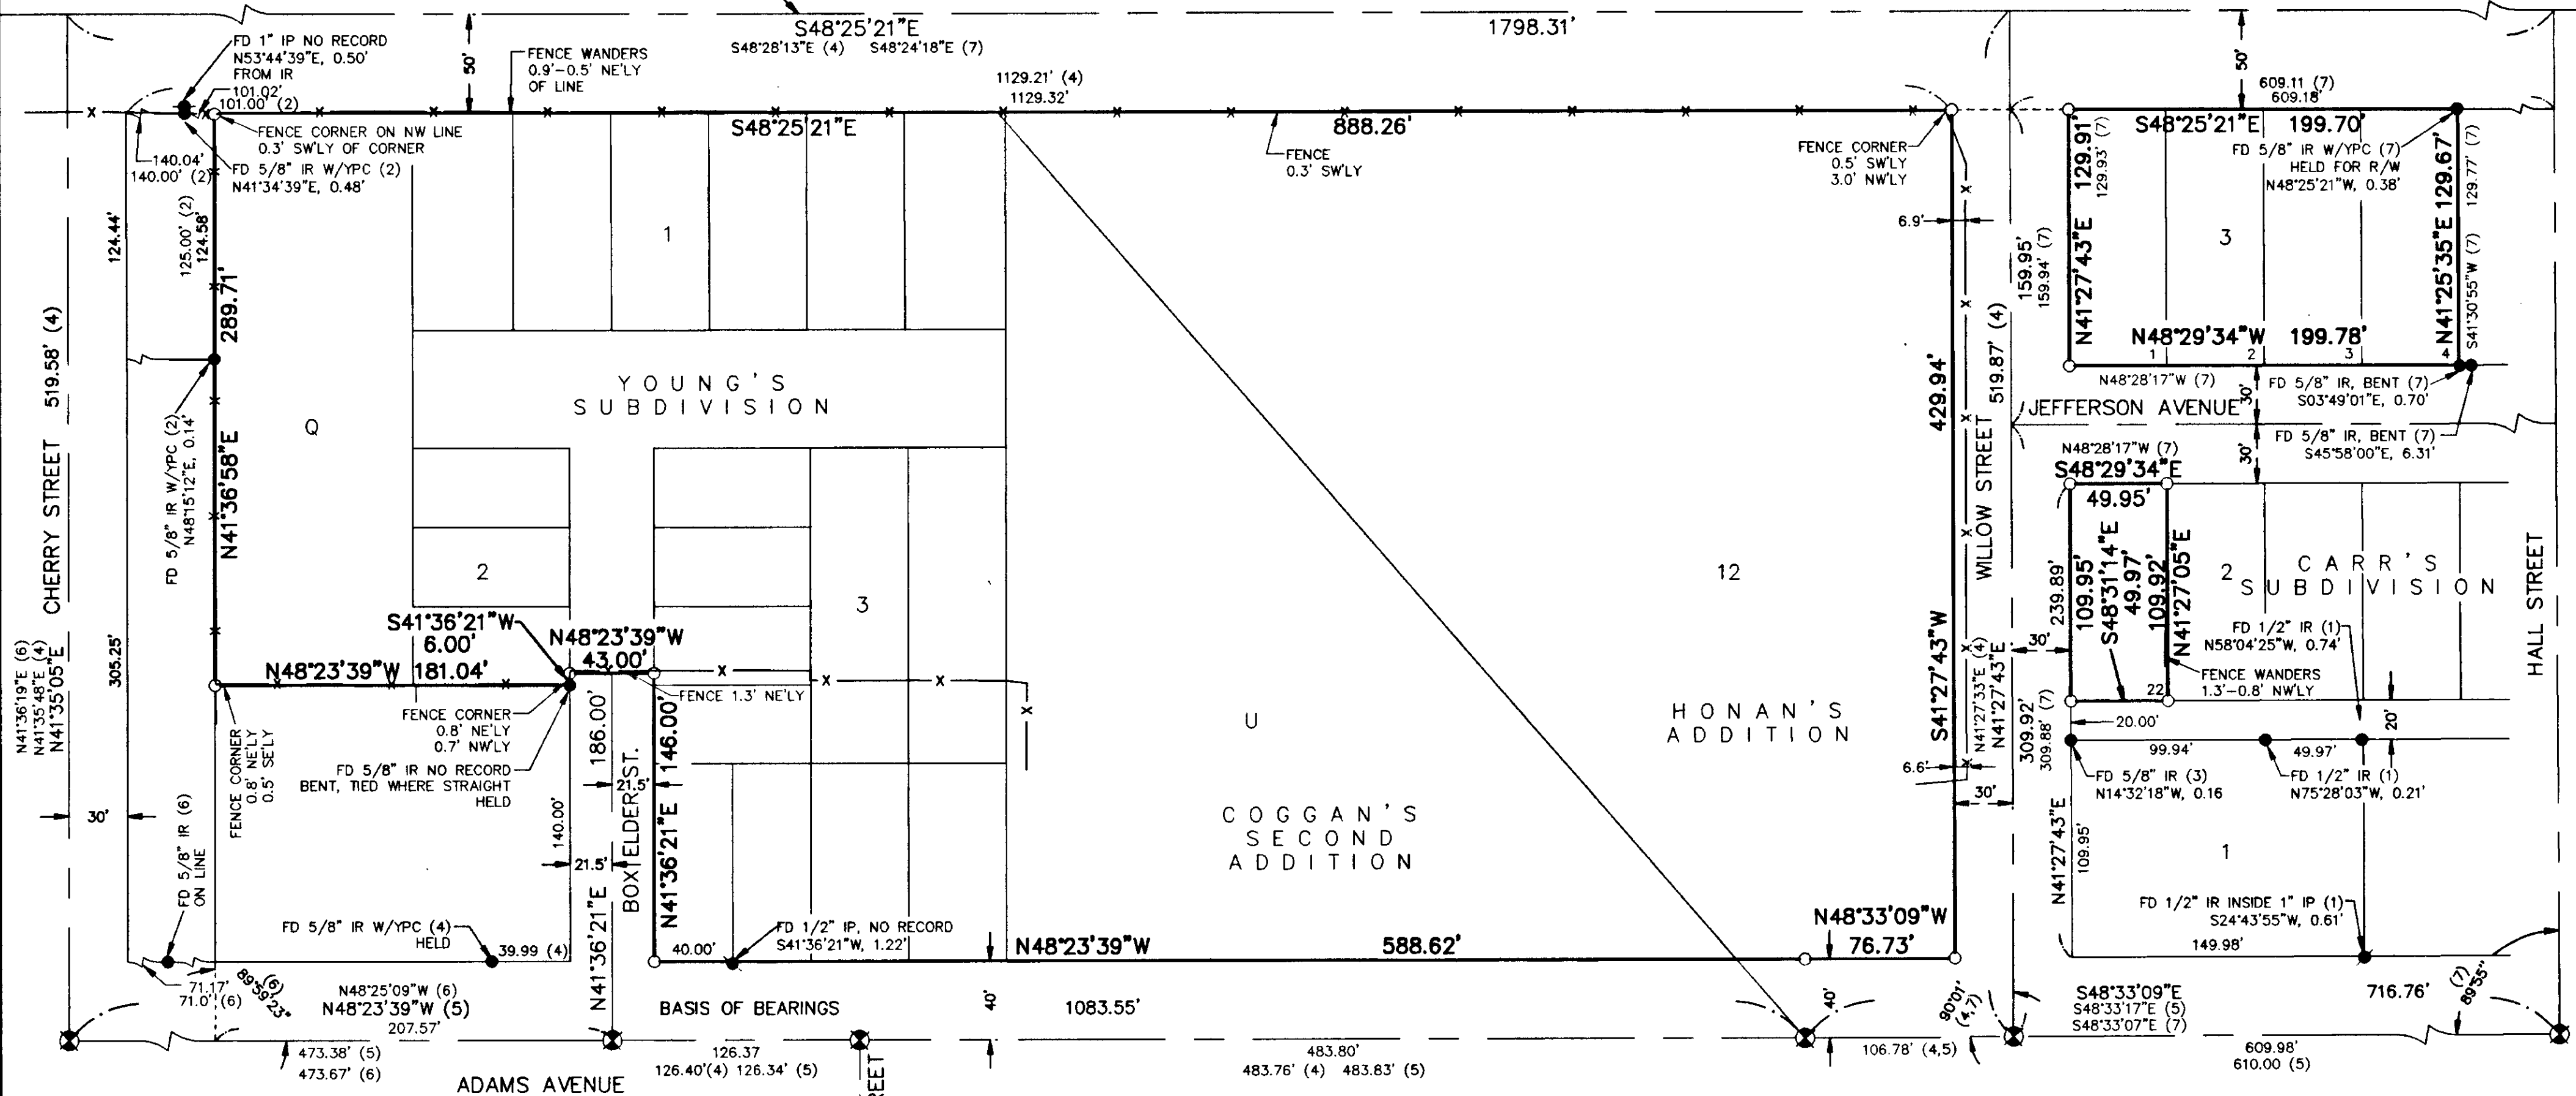 S48°25'21"E
S48°28'13"E (4) S48°24'18"E (7)
1798.31'
FD 1" IP NO RECORD
N53°44'39"E, 0.50'
FROM IR
101.02'
101.00' (2)
50'
FENCE WANDERS
0.9'-0.5' NE'LY
OF LINE
1129.21' (4)
1129.32'
50'
609.11 (7)
609.18'
FENCE CORNER ON NW LINE
0.3' SW'LY OF CORNER
S48°25'21"E
888.26'
FENCE
0.3' SW'LY
FENCE CORNER
0.5' SW'LY
3.0' NW'LY
S48°25'21"E 199.70'
FD 5/8" IR W/YPC (7)
HELD FOR R/W
N48°25'21"W, 0.38'
140.04'
140.00' (2)
FD 5/8" IR W/YPC (2)
N41°34'39"E, 0.48'
124.44'
125.00' (2)
124.58'
289.71'
N41°36'58"E
1
6.9'
159.95'
159.94' (7)
N41°27'43"E 129.91'
129.93' (7)
3
N41°25'35"E 129.67'
129.77' (7)
S41°30'55"W (7)
N48°29'34"W 199.78'
1 2 3 4
N48°28'17"W (7)
30'
FD 5/8" IR, BENT (7)
S03°49'01"E, 0.70'
JEFFERSON AVENUE
FD 5/8" IR, BENT (7)
S45°58'00"E, 6.31'
30'
CHERRY STREET 519.58' (4)
FD 5/8" IR W/YPC (2)
N48°15'12"E, 0.14'
Q
YOUNG'S
SUBDIVISION
429.94'
WILLOW STREET 519.87' (4)
N48°28'17"W (7)
S48°29'34"E
49.95'
239.89'
109.95'
S48°31'14"E
49.97'
109.92'
N41°27'05"E
2
CARR'S
SUBDIVISION
HALL STREET
FD 1/2" IR (1)
N58°04'25"W, 0.74'
FENCE WANDERS
1.3'-0.8' NW'LY
2
3
12
S41°36'21"W
6.00'
N48°23'39"W
43.00'
N41°36'19"E (6)
N41°35'48"E (4)
N41°35'05"E
305.25'
N48°23'39"W 181.04'
FENCE 1.3' NE'LY
S41°27'43"W
N41°27'33"E (4)
N41°27'43"E
30'
22
20.00'
20'
309.92'
309.88' (7)
99.94'
49.97'
FD 5/8" IR (3)
N14°32'18"W, 0.16
FD 1/2" IR (1)
N75°28'03"W, 0.21'
FENCE CORNER
0.8' NE'LY
0.5' SE'LY
FENCE CORNER
0.8' NE'LY
0.7' NW'LY
FD 5/8" IR NO RECORD
BENT, TIED WHERE STRAIGHT
HELD
186.00'
21.5'
BOX ELDER ST.
146.00'
N41°36'21"E
U
HONAN'S
ADDITION
6.6'
30'
COGGAN'S
SECOND
ADDITION
30'
FD 5/8" IR (6)
ON LINE
140.00'
21.5'
N41°36'21"E
N41°27'43"E
109.95'
1
FD 1/2" IR INSIDE 1" IP (1)
S24°43'55"W, 0.61'
149.98'
FD 5/8" IR W/YPC (4)
HELD
39.99 (4)
FD 1/2" IP, NO RECORD
S41°36'21"W, 1.22'
40.00'
N48°23'39"W
588.62'
N48°33'09"W
76.73'
71.17'
71.0' (6)
(6)
89°59'23"
N48°25'09"W (6)
N48°23'39"W (5)
207.57'
BASIS OF BEARINGS
40'
1083.55'
40'
90°01'
(4,7)
S48°33'09"E
S48°33'17"E (5)
S48°33'07"E (7)
716.76'
(7)
89°55"
473.38' (5)
473.67' (6)
126.37
126.40'(4) 126.34' (5)
483.80'
483.76' (4) 483.83' (5)
106.78' (4,5)
609.98'
610.00 (5)
ADAMS AVENUE
REET